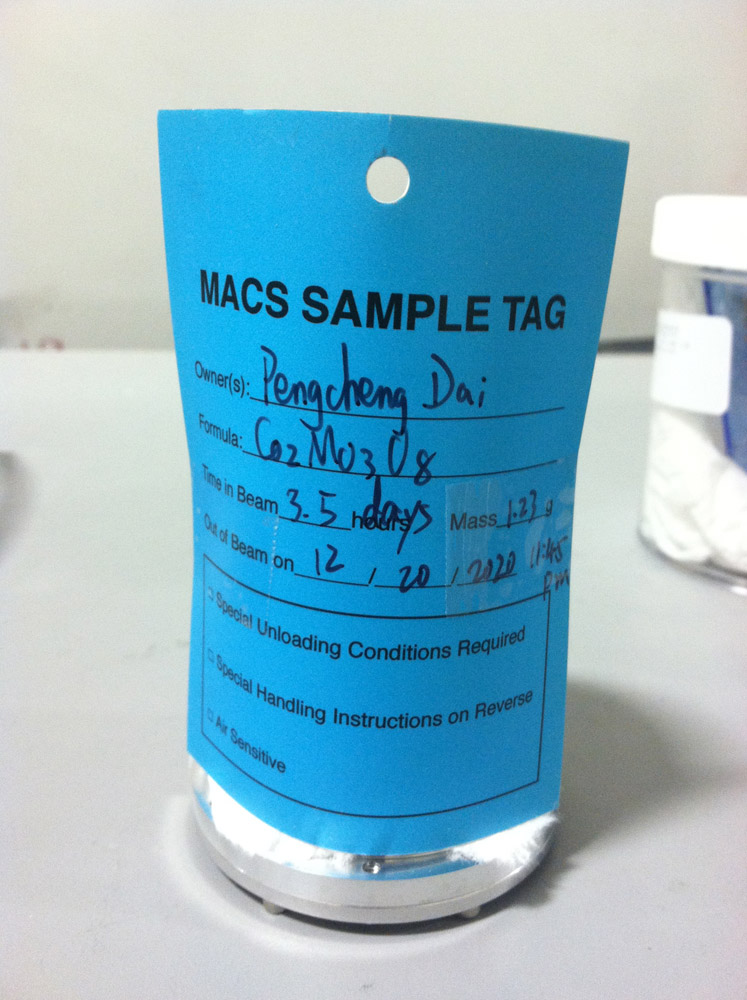 MACS SAMPLE TAG
Owner(s): Pengcheng Dai
Formula: Co2Mo3O8
Time in Beam 3.5 hours days Mass 1.23 g
Out of Beam on 12 / 20 / 2020 11:45 pm
Special Unloading Conditions Required
Special Handling Instructions on Reverse
Air Sensitive